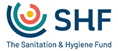 SHF
The Sanitation & Hygiene Fund